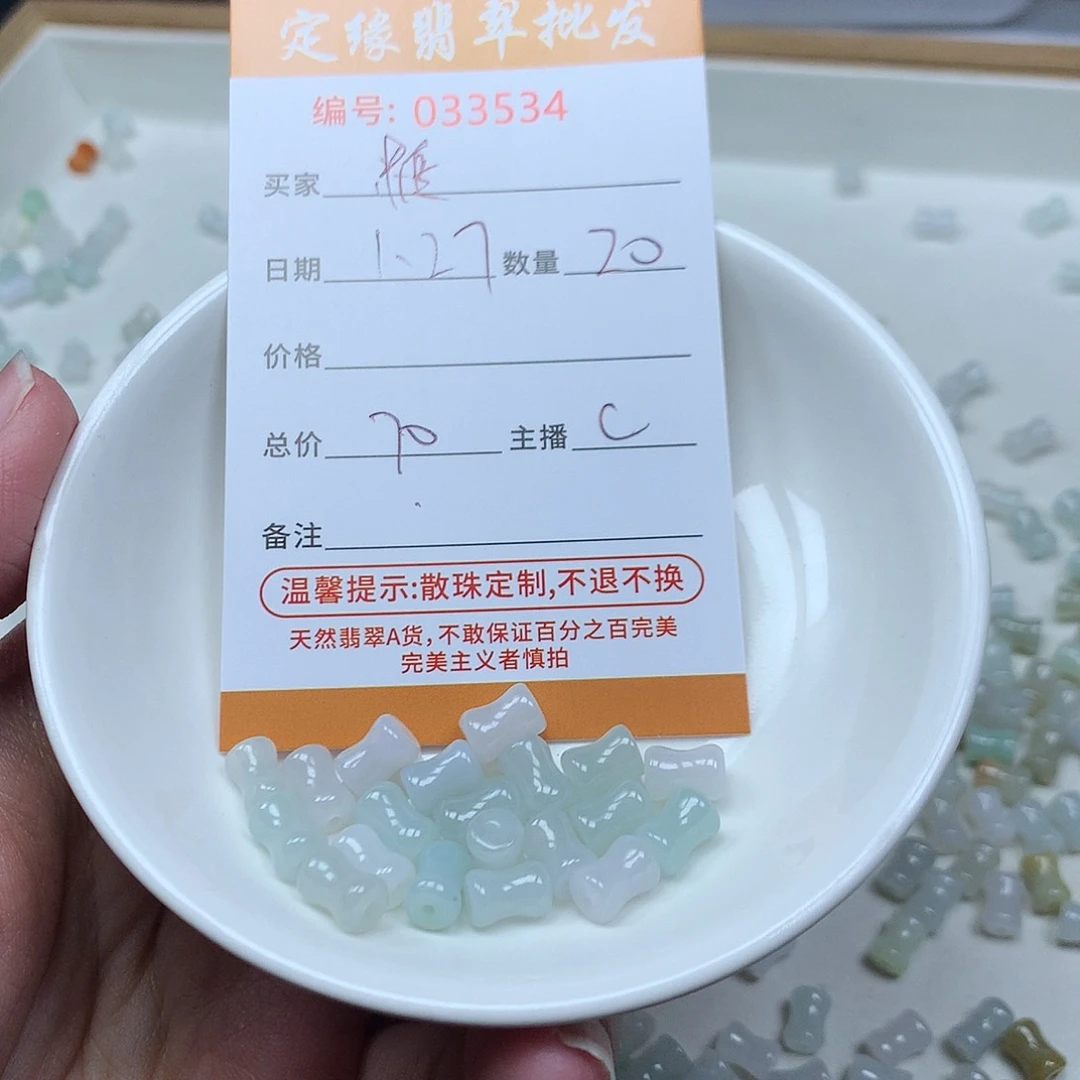 定缘翡翠批发
编号: 033534
买家
日期 1.27 数量 20
价格
总价 70 主播 C
备注
温馨提示:散珠定制,不退不换
天然翡翠A货,不敢保证百分之百完美
完美主义者慎拍